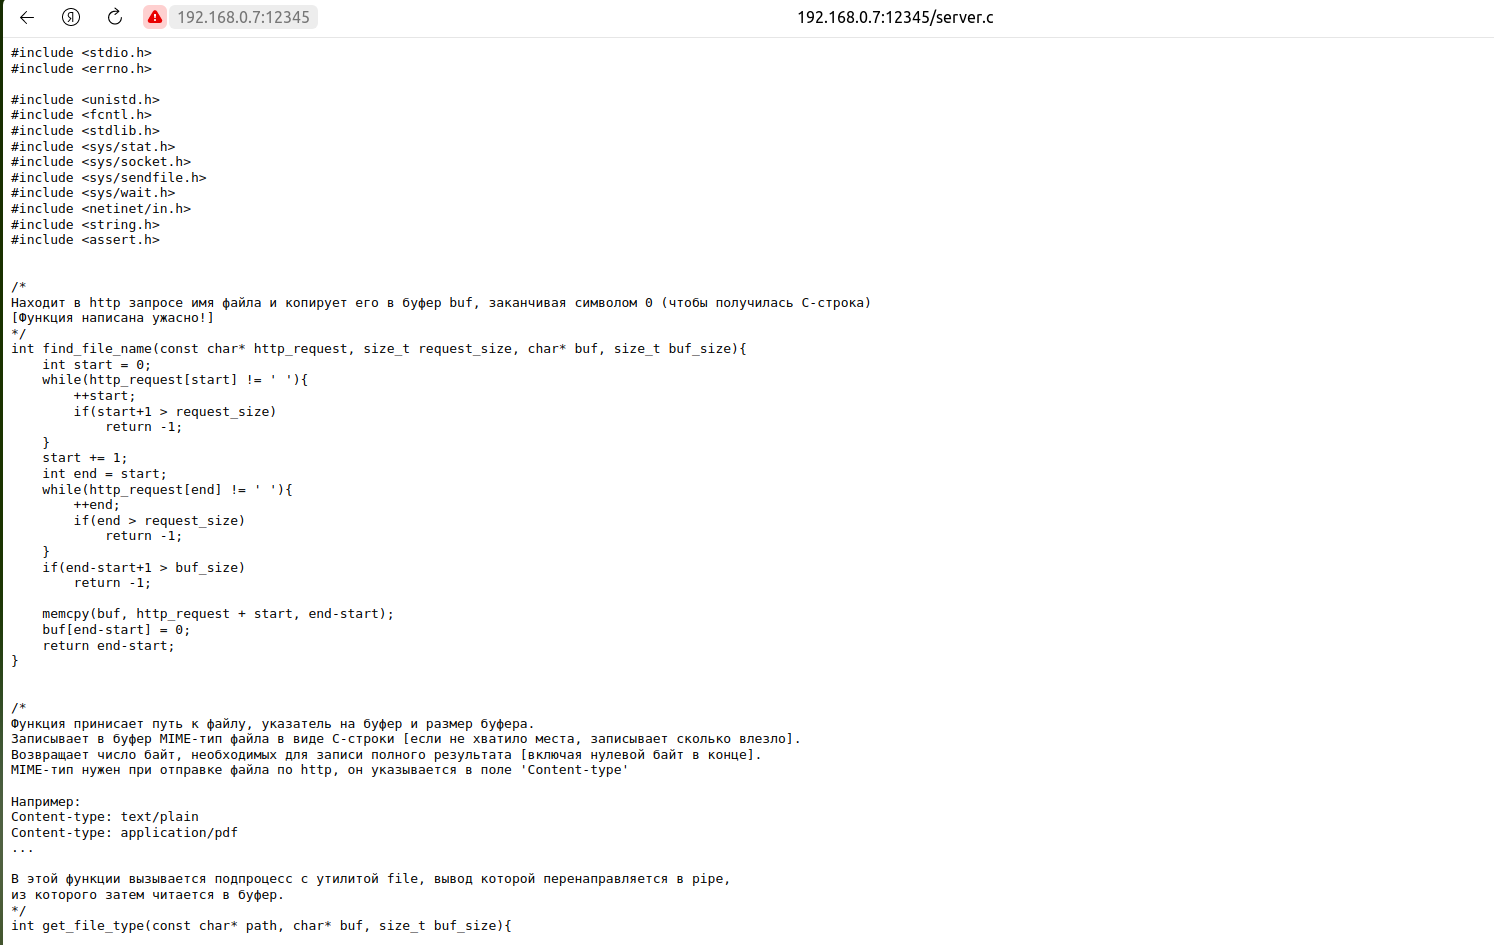 192.168.0.7:12345
192.168.0.7:12345/server.c
#include <stdio.h>
#include <errno.h>
#include <unistd.h>
#include <fcntl.h>
#include <stdlib.h>
#include <sys/stat.h>
#include <sys/socket.h>
#include <sys/sendfile.h>
#include <sys/wait.h>
#include <netinet/in.h>
#include <string.h>
#include <assert.h>
/*
Находит в http запросе имя файла и копирует его в буфер buf, заканчивая символом 0 (чтобы получилась C-строка)
[Функция написана ужасно!]
*/
int find_file_name(const char* http_request, size_t request_size, char* buf, size_t buf_size){
    int start = 0;
    while(http_request[start] != ' '){
        ++start;
        if(start+1 > request_size)
            return -1;
    }
    start += 1;
    int end = start;
    while(http_request[end] != ' '){
        ++end;
        if(end > request_size)
            return -1;
    }
    if(end-start+1 > buf_size)
        return -1;
    memcpy(buf, http_request + start, end-start);
    buf[end-start] = 0;
    return end-start;
}
/*
Функция принисает путь к файлу, указатель на буфер и размер буфера.
Записывает в буфер MIME-тип файла в виде C-строки [если не хватило места, записывает сколько влезло].
Возвращает число байт, необходимых для записи полного результата [включая нулевой байт в конце].
MIME-тип нужен при отправке файла по http, он указывается в поле 'Content-type'
Например:
Content-type: text/plain
Content-type: application/pdf
...
В этой функции вызывается подпроцесс с утилитой file, вывод которой перенаправляется в pipe,
из которого затем читается в буфер.
*/
int get_file_type(const char* path, char* buf, size_t buf_size){